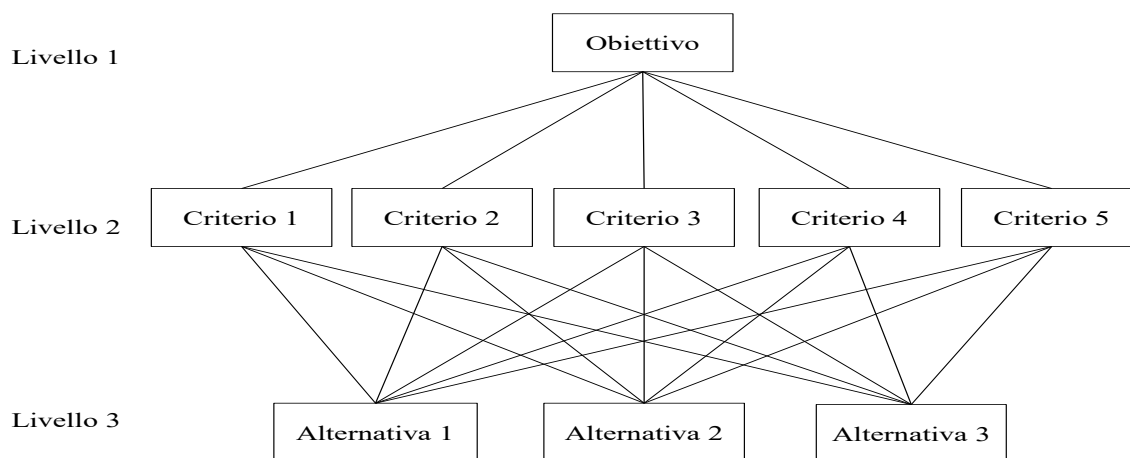 Obiettivo
Livello 1
Criterio 1
Criterio 2
Criterio 3
Criterio 4
Criterio 5
Livello 2
Livello 3
Alternativa 1
Alternativa 2
Alternativa 3